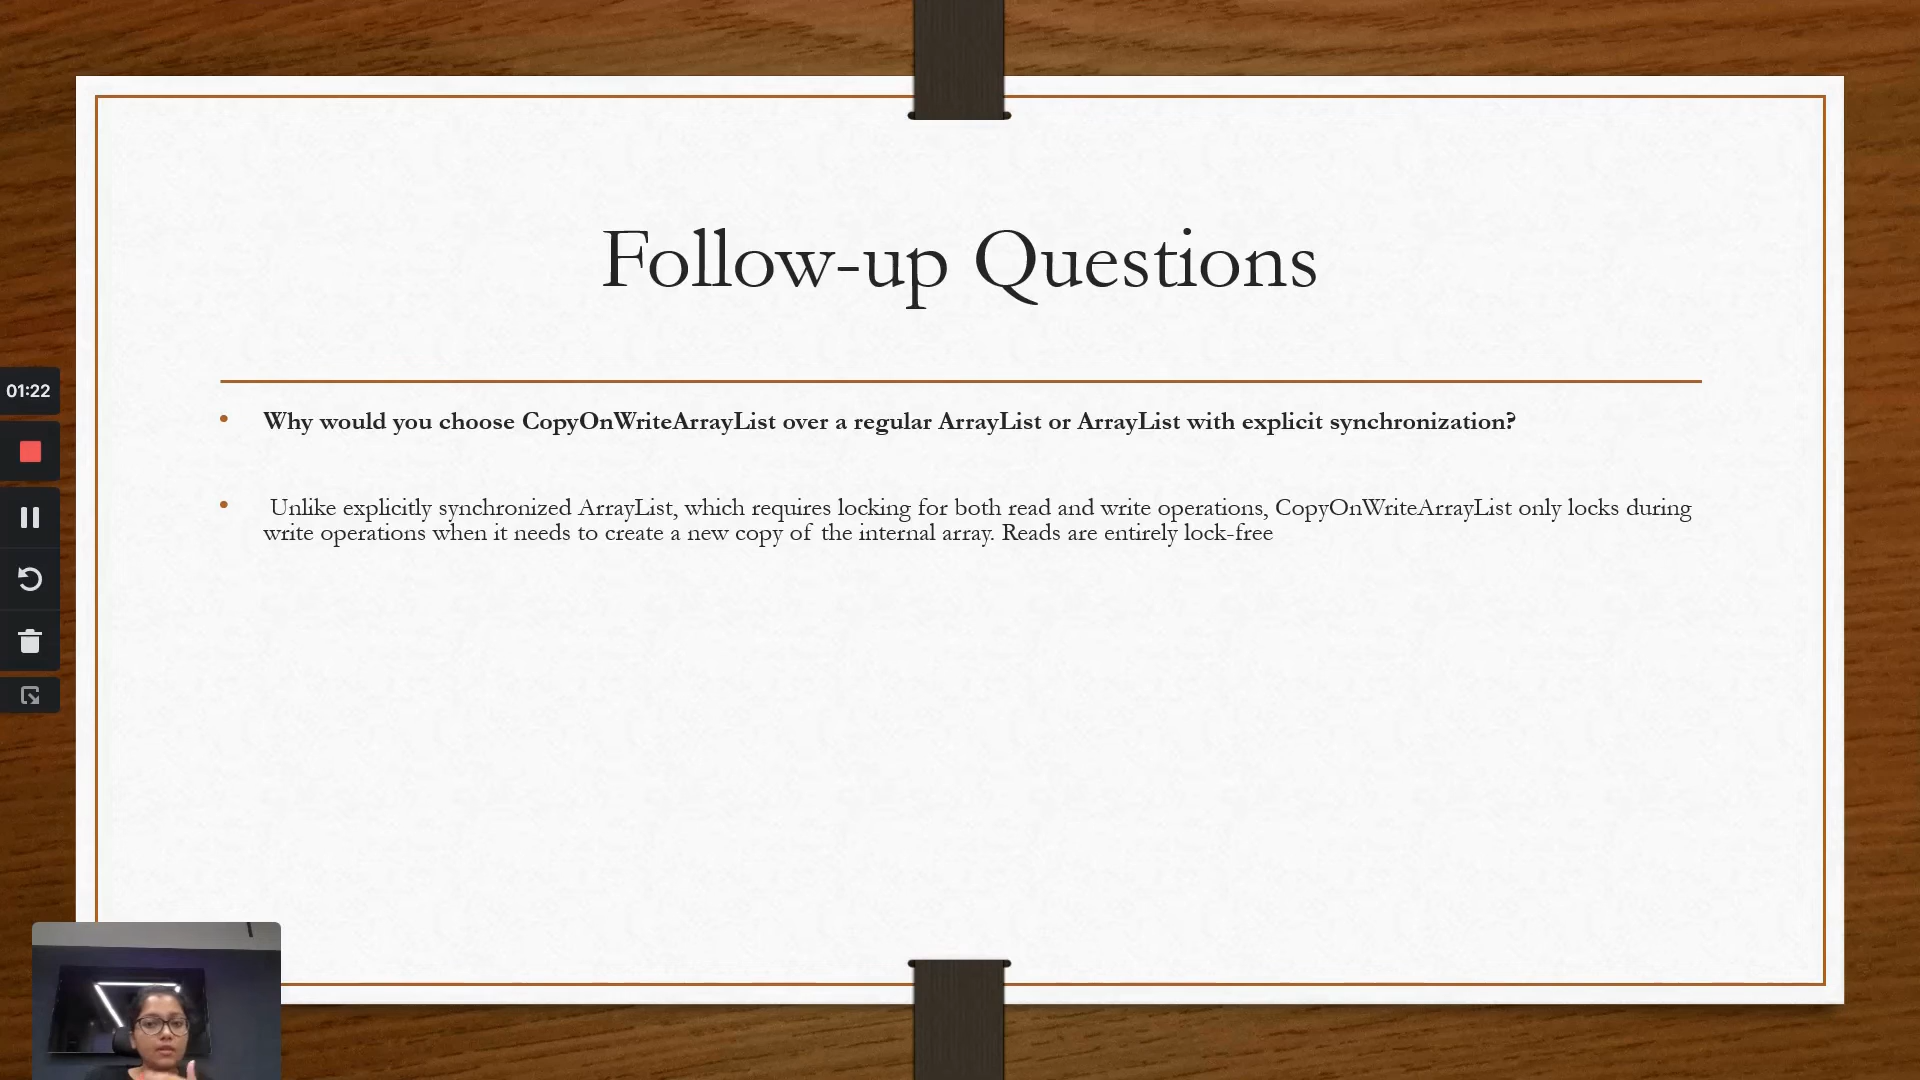 Follow-up Questions
01:22
• Why would you choose CopyOnWriteArrayList over a regular ArrayList or ArrayList with explicit synchronization?
• Unlike explicitly synchronized ArrayList, which requires locking for both read and write operations, CopyOnWriteArrayList only locks during
write operations when it needs to create a new copy of the internal array. Reads are entirely lock-free